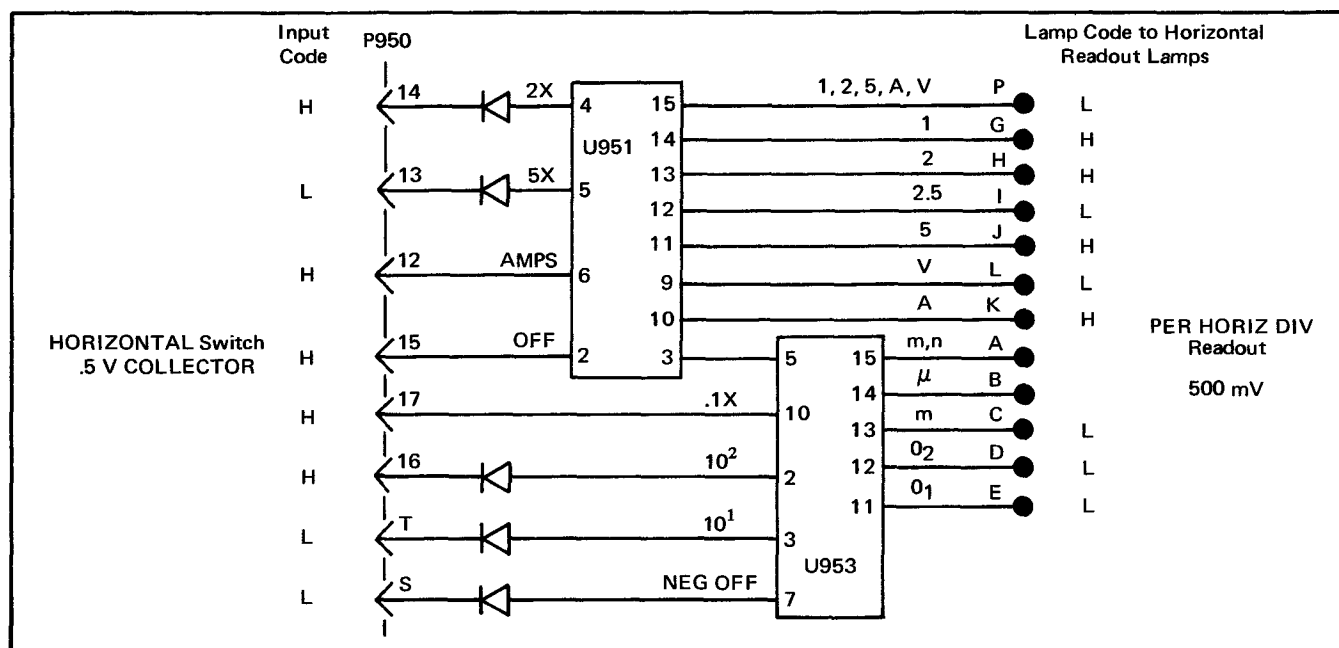 Input
Code
P950
Lamp Code to Horizontal
Readout Lamps
H 14 2X 4 15 1, 2, 5, A, V P L
U951
14 1 G H
13 2 H H
L 13 5X 5
12 2.5 I L
11 5 J H
H 12 AMPS 6
9 V L L
10 A K H
HORIZONTAL Switch
.5 V COLLECTOR
PER HORIZ DIV
Readout
500 mV
H 15 OFF 2 3 5 15 m,n A
14 μ B
H 17 .1X 10
13 m C L
H 16 10² 2
12 0₂ D L
11 0₁ E L
L T 10¹ 3
U953
L S NEG OFF 7